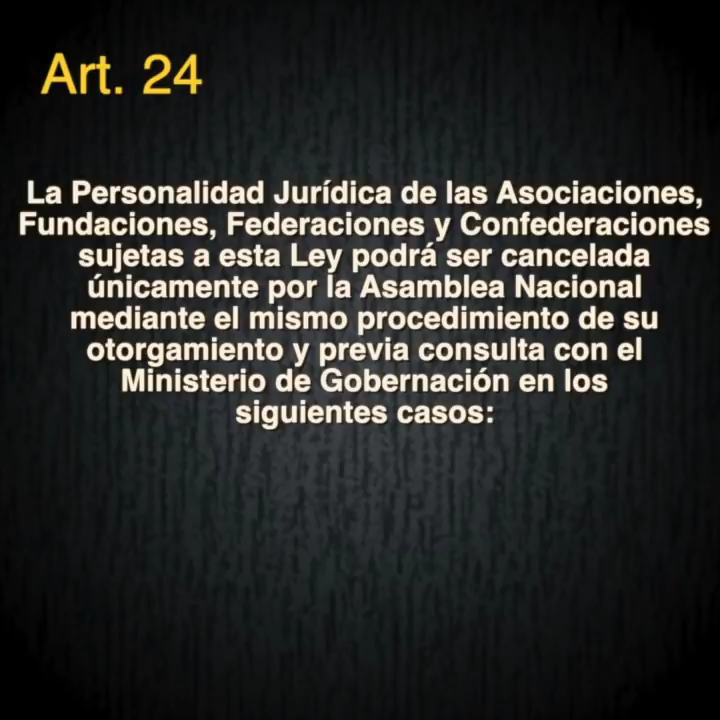 Art. 24
La Personalidad Jurídica de las Asociaciones,
Fundaciones, Federaciones y Confederaciones
sujetas a esta Ley podrá ser cancelada
únicamente por la Asamblea Nacional
mediante el mismo procedimiento de su
otorgamiento y previa consulta con el
Ministerio de Gobernación en los
siguientes casos: